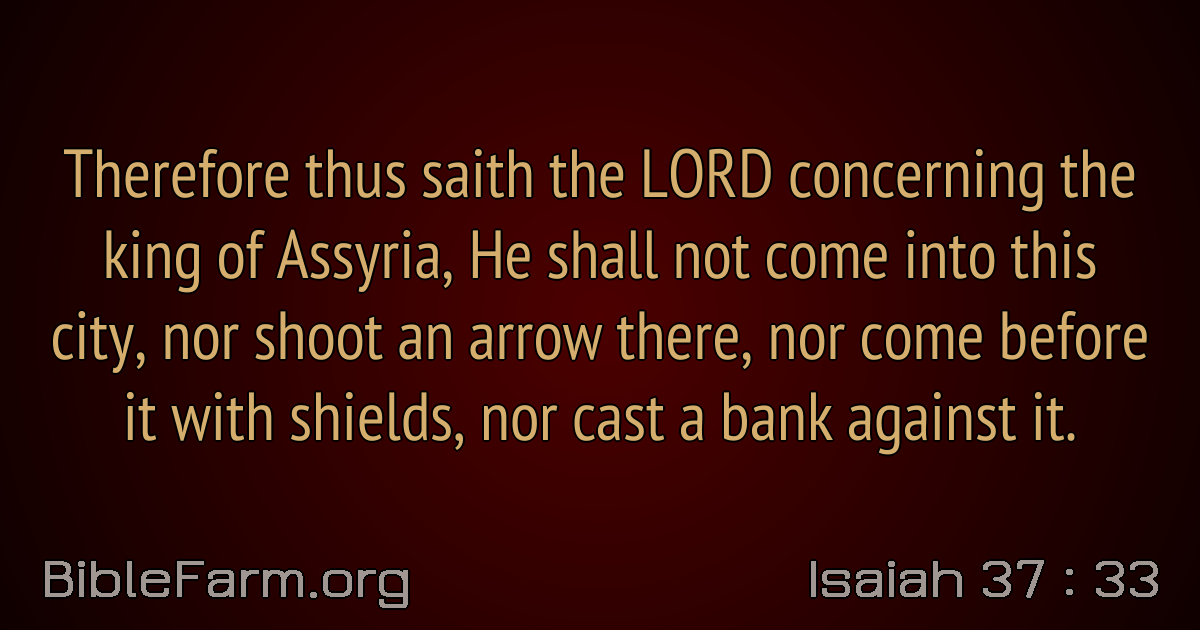 Therefore thus saith the LORD concerning the
king of Assyria, He shall not come into this
city, nor shoot an arrow there, nor come before
it with shields, nor cast a bank against it.
BibleFarm.org
Isaiah 37 : 33